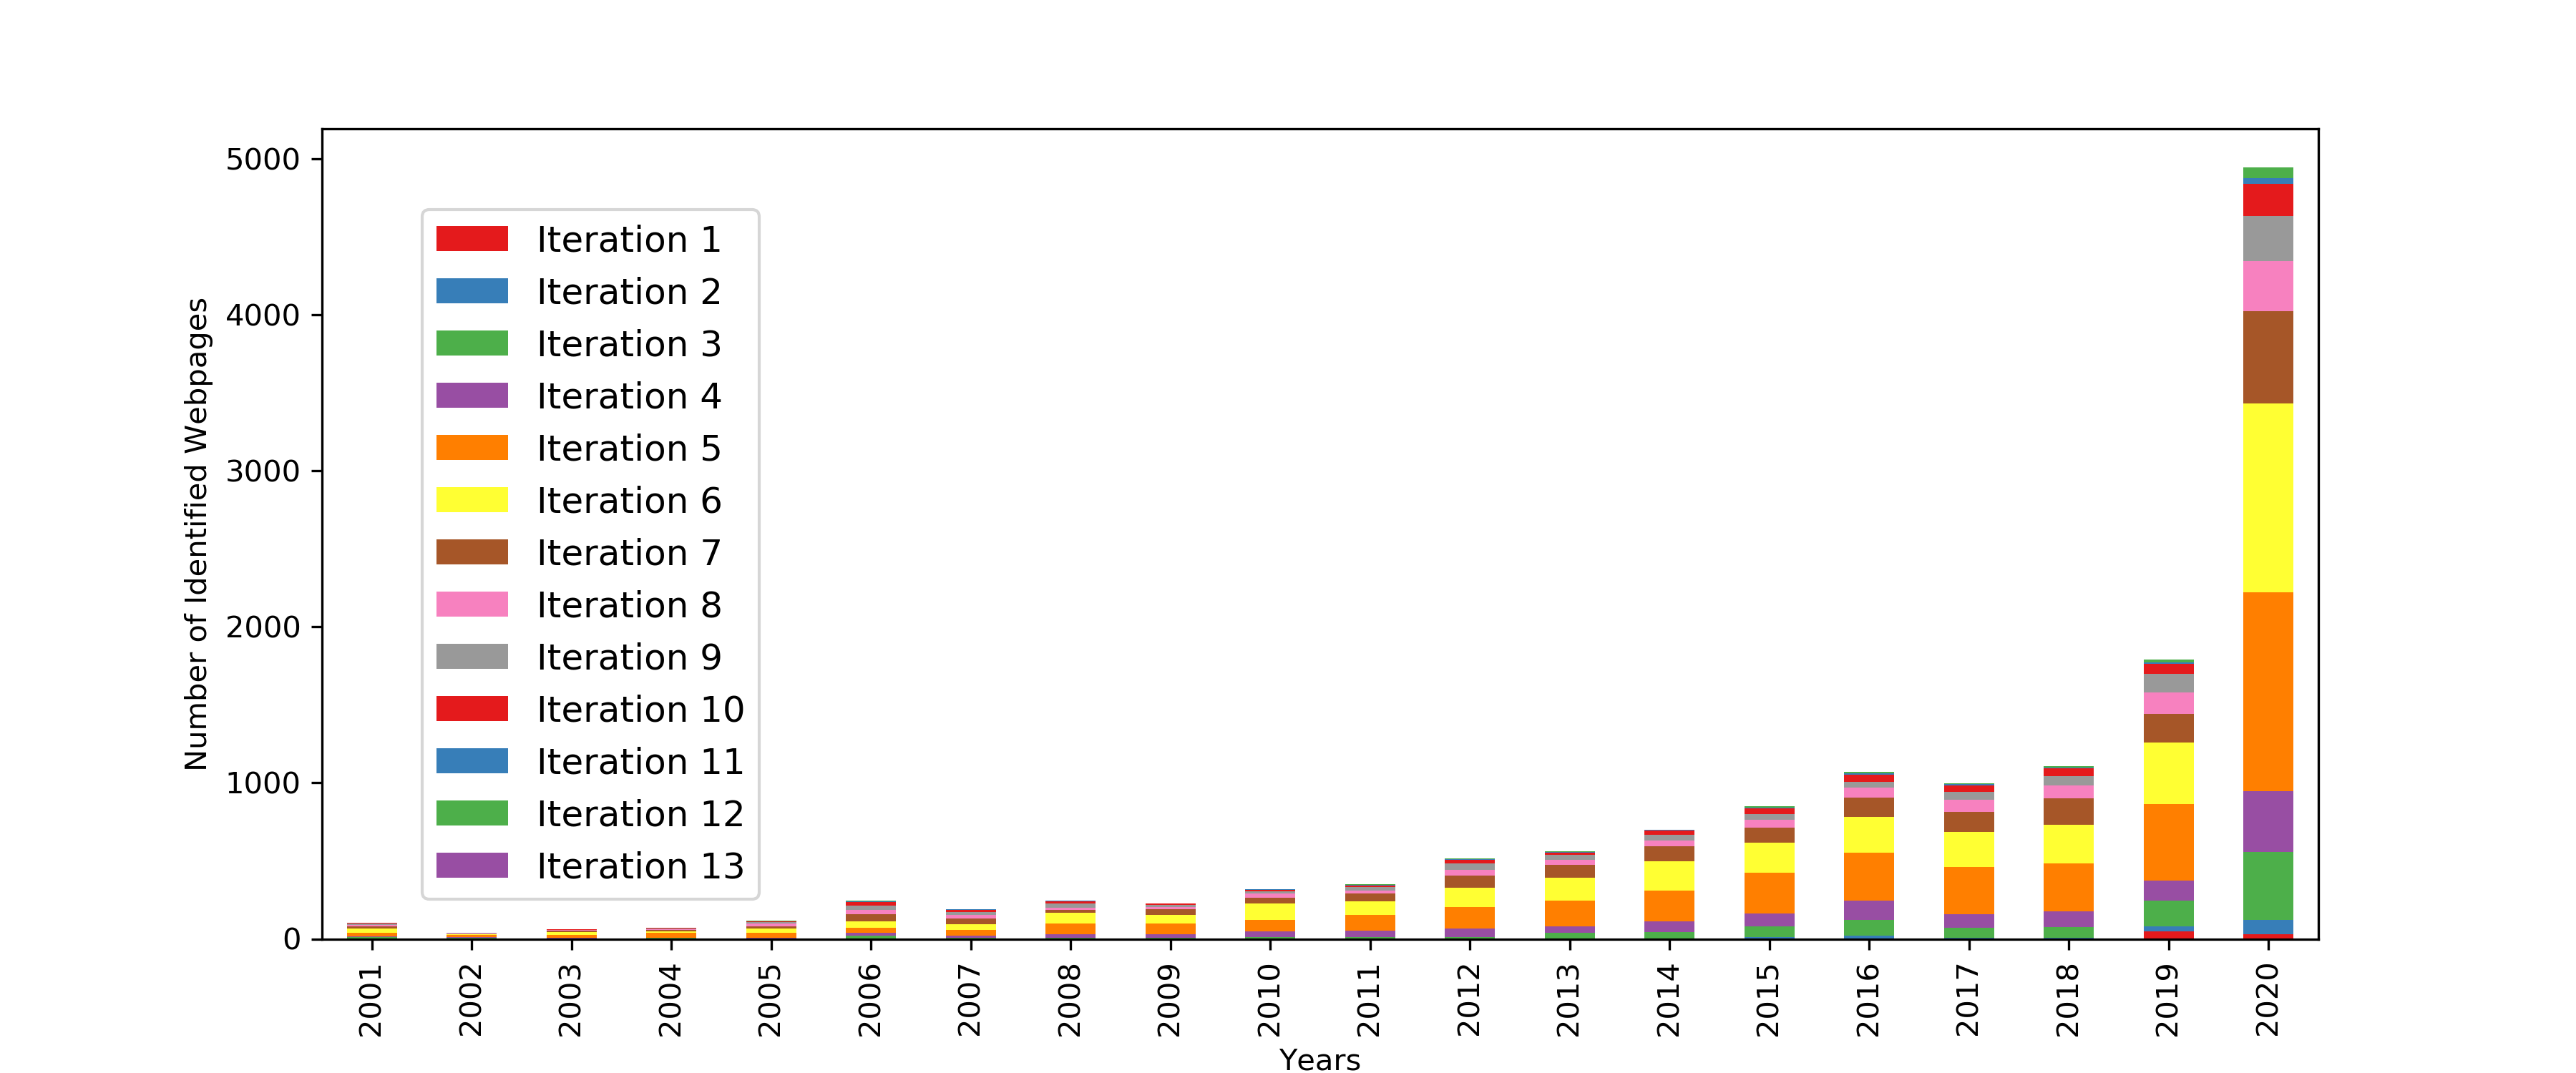 5000
4000
3000
2000
1000
0
Number of Identified Webpages
Iteration 1
Iteration 2
Iteration 3
Iteration 4
Iteration 5
Iteration 6
Iteration 7
Iteration 8
Iteration 9
Iteration 10
Iteration 11
Iteration 12
Iteration 13
2001
2002
2003
2004
2005
2006
2007
2008
2009
2010
2011
2012
2013
2014
2015
2016
2017
2018
2019
2020
Years